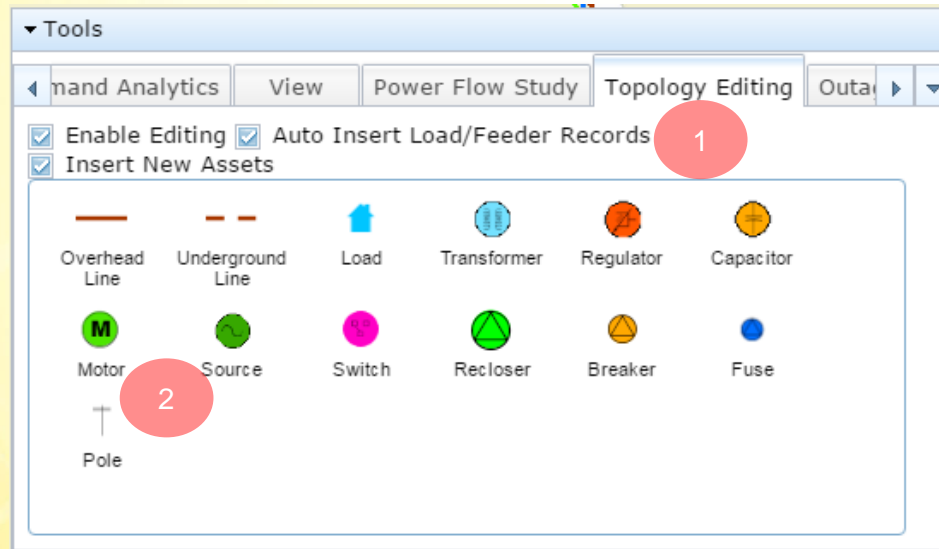 Tools
mand Analytics View Power Flow Study Topology Editing
Enable Editing Auto Insert Load/Feeder Records 1
Insert New Assets
Overhead Underground Load Transformer Regulator Capacitor
Line Line
M
Motor Source Switch Recloser Breaker Fuse
2
Pole